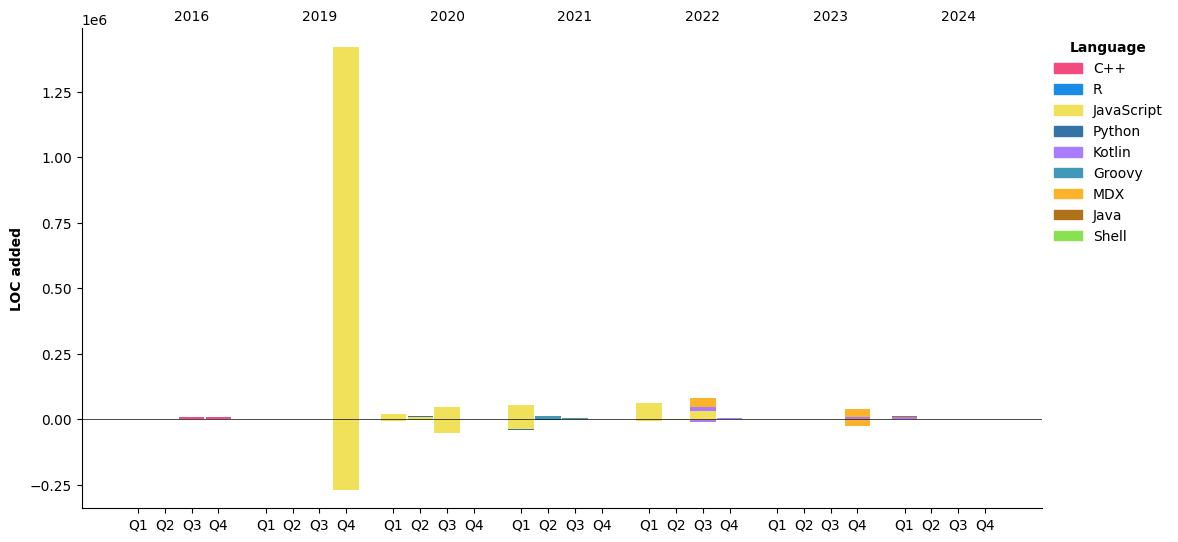 1e6
2016 2019 2020 2021 2022 2023 2024
Language
C++
R
JavaScript
Python
Kotlin
Groovy
MDX
Java
Shell
LOC added
1.25
1.00
0.75
0.50
0.25
0.00
−0.25
Q1 Q2 Q3 Q4 Q1 Q2 Q3 Q4 Q1 Q2 Q3 Q4 Q1 Q2 Q3 Q4 Q1 Q2 Q3 Q4 Q1 Q2 Q3 Q4 Q1 Q2 Q3 Q4